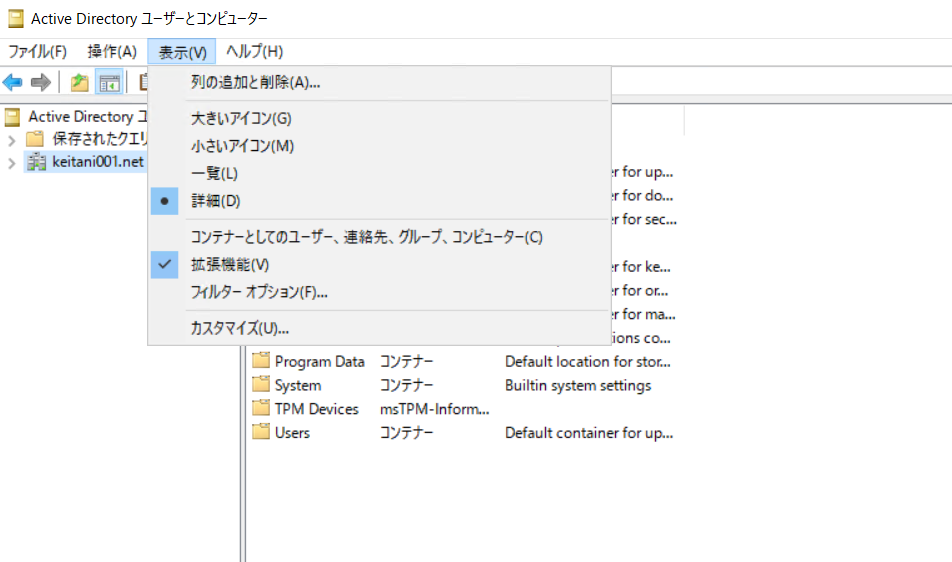 Active Directory ユーザーとコンピューター
ファイル(F) 操作(A) 表示(V) ヘルプ(H)
列の追加と削除(A)...
Active Directory
大きいアイコン(G)
保存されたクエリ
小さいアイコン(M)
keitani001.net
一覧(L)
er for up...
詳細(D)
er for do...
er for sec...
コンテナーとしてのユーザー、連絡先、グループ、コンピューター(C)
拡張機能(V)
er for ke...
フィルター オプション(F)...
er for or...
er for ma...
カスタマイズ(U)...
ions co...
Program Data コンテナー Default location for stor...
System コンテナー Builtin system settings
TPM Devices msTPM-Inform...
Users コンテナー Default container for up...